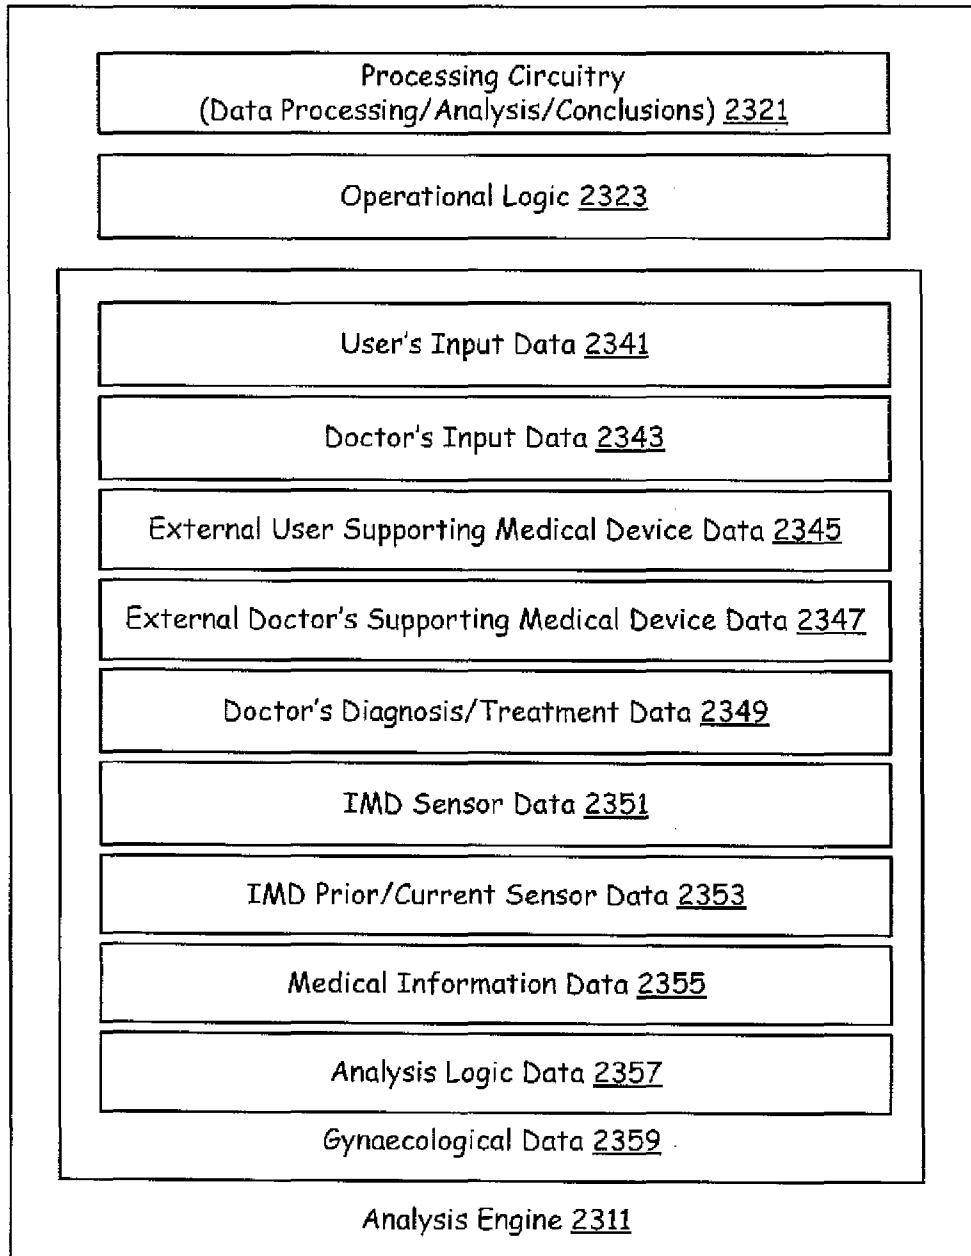 Processing Circuitry
(Data Processing/Analysis/Conclusions) 2321
Operational Logic 2323
User's Input Data 2341
Doctor's Input Data 2343
External User Supporting Medical Device Data 2345
External Doctor's Supporting Medical Device Data 2347
Doctor's Diagnosis/Treatment Data 2349
IMD Sensor Data 2351
IMD Prior/Current Sensor Data 2353
Medical Information Data 2355
Analysis Logic Data 2357
Gynaecological Data 2359
Analysis Engine 2311